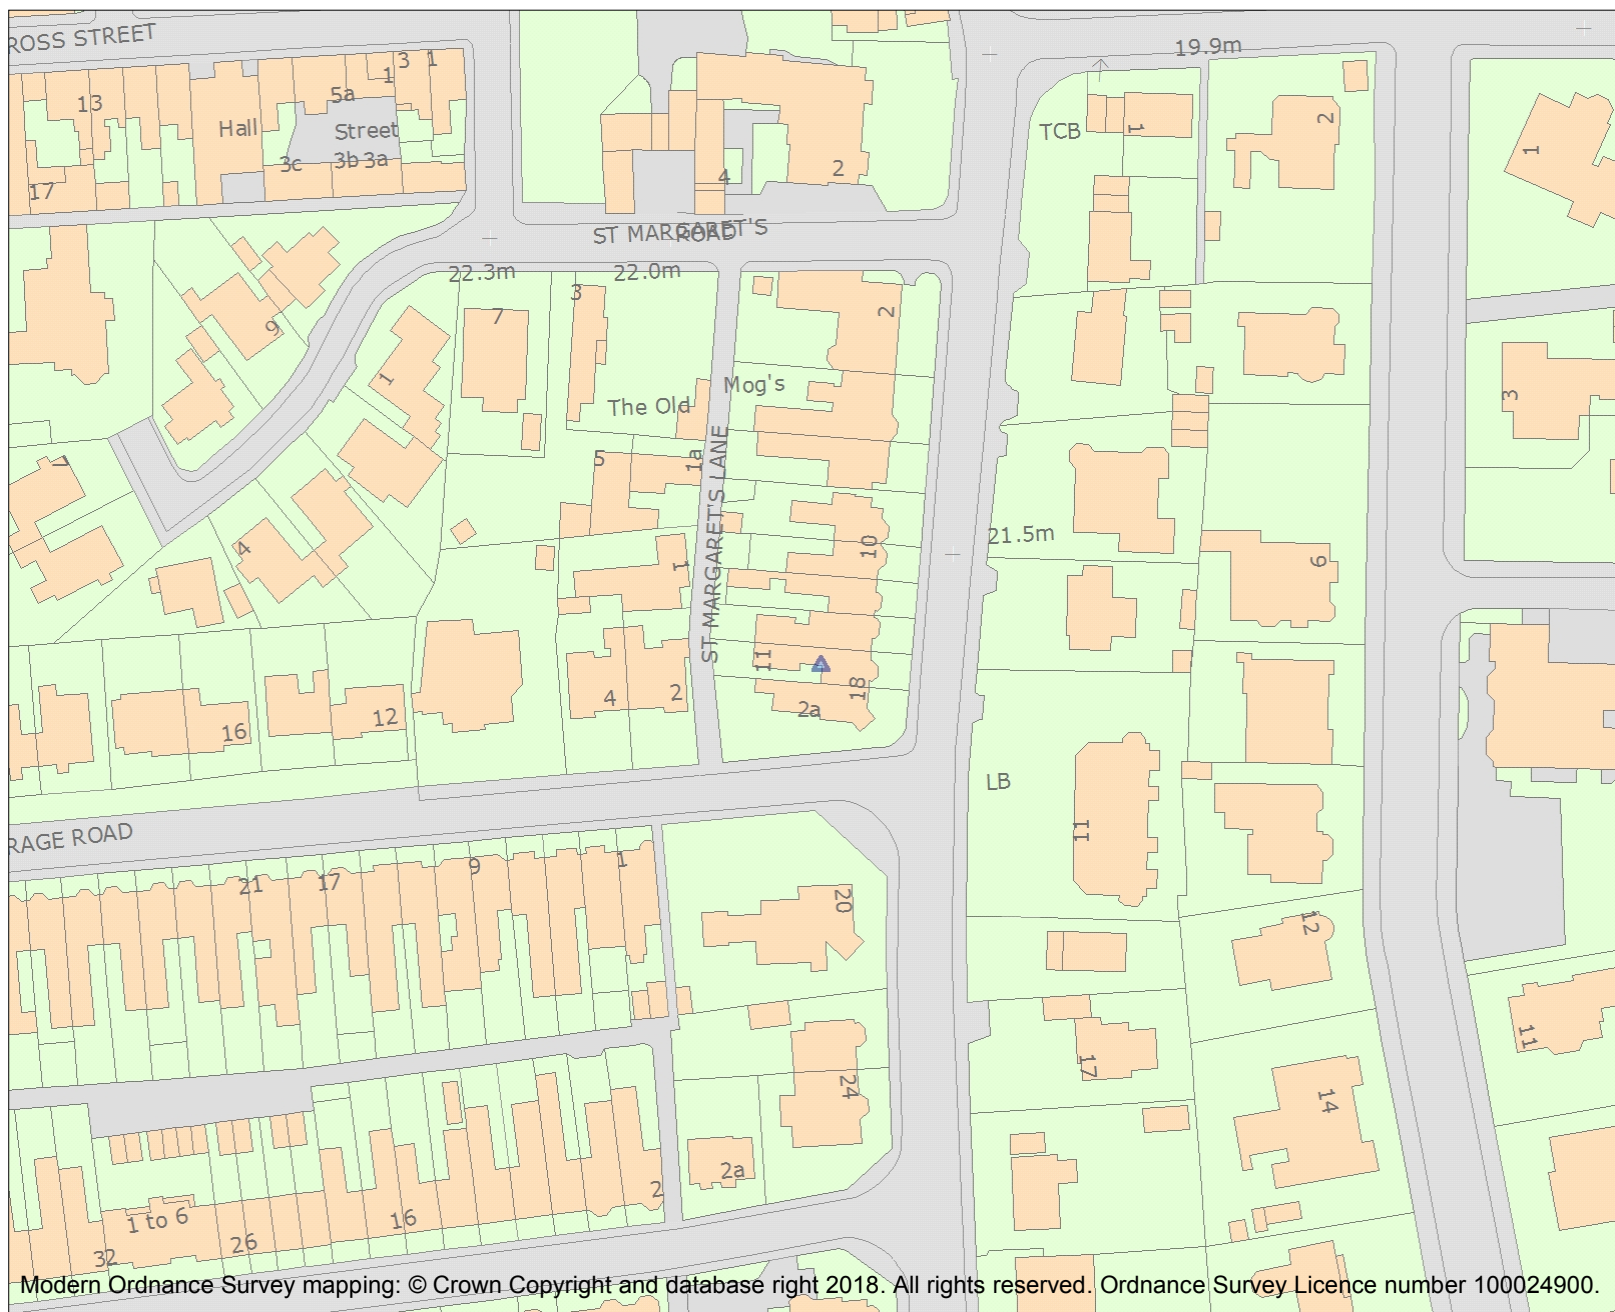 ROSS STREET
19.9m
3 1
1
5a
13
Hall
Street
TCB
1
2
1
3c
3b 3a
17
4
2
ST MARGARET'S
ROAD
22.3m
22.0m
3
7
2
9
1
Mog's
The Old
3
7
5
1a
ST MARGARET'S LANE
21.5m
4
10
1
9
11
18
4
2
2a
16
12
LB
RAGE ROAD
11
21
17
9
1
20
12
11
17
24
14
2a
2
1 to 6
16
32
26
Modern Ordnance Survey mapping: © Crown Copyright and database right 2018. All rights reserved. Ordnance Survey Licence number 100024900.